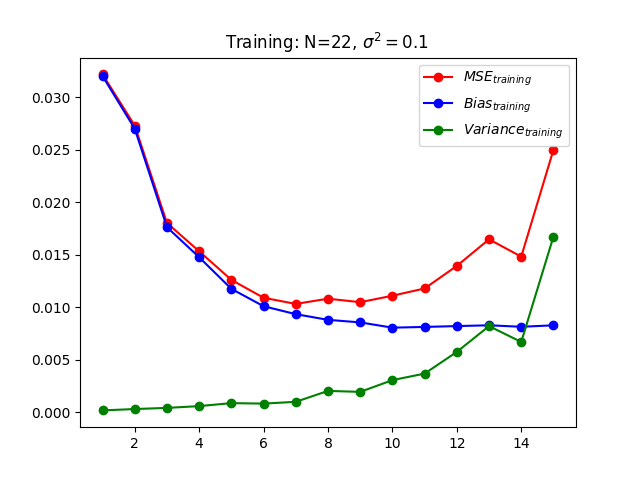 Training: N=22, σ² = 0.1
MSE_training
Bias_training
Variance_training
0.030
0.025
0.020
0.015
0.010
0.005
0.000
2 4 6 8 10 12 14